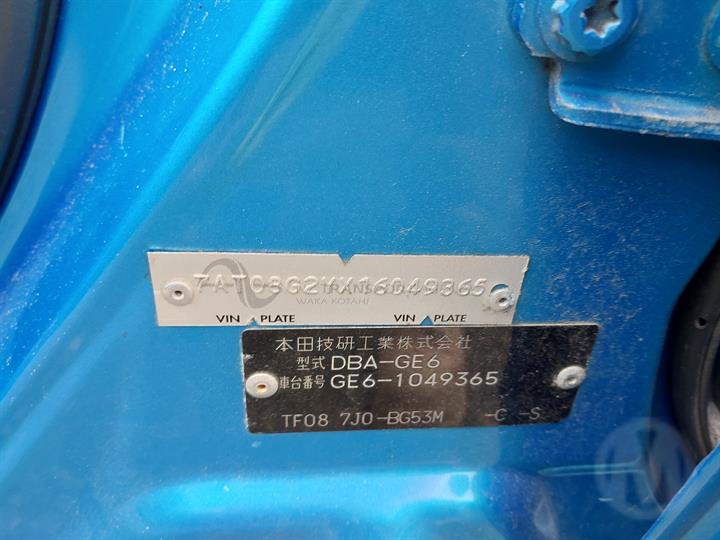 WAKA KOTAHI
VIN PLATE VIN PLATE
本田技研工業株式会社
型式 DBA-GE6
車台番号 GE6-1049365
TF08 7J0-BG53M -C -S